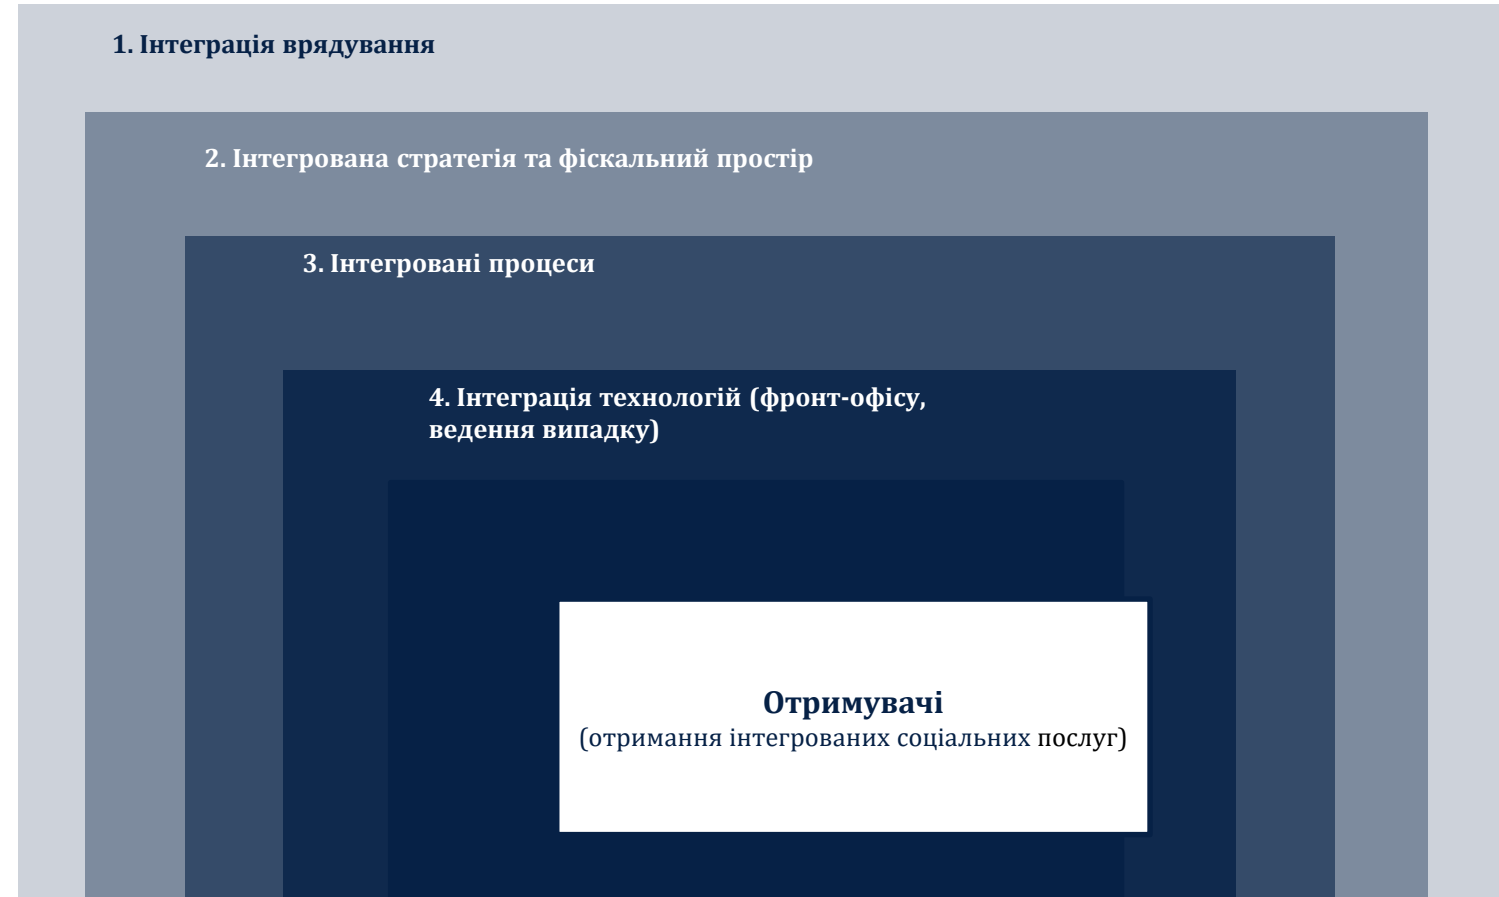 1. Інтеграція врядування
2. Інтегрована стратегія та фіскальний простір
3. Інтегровані процеси
4. Інтеграція технологій (фронт-офісу,
ведення випадку)
Отримувачі
(отримання інтегрованих соціальних послуг)